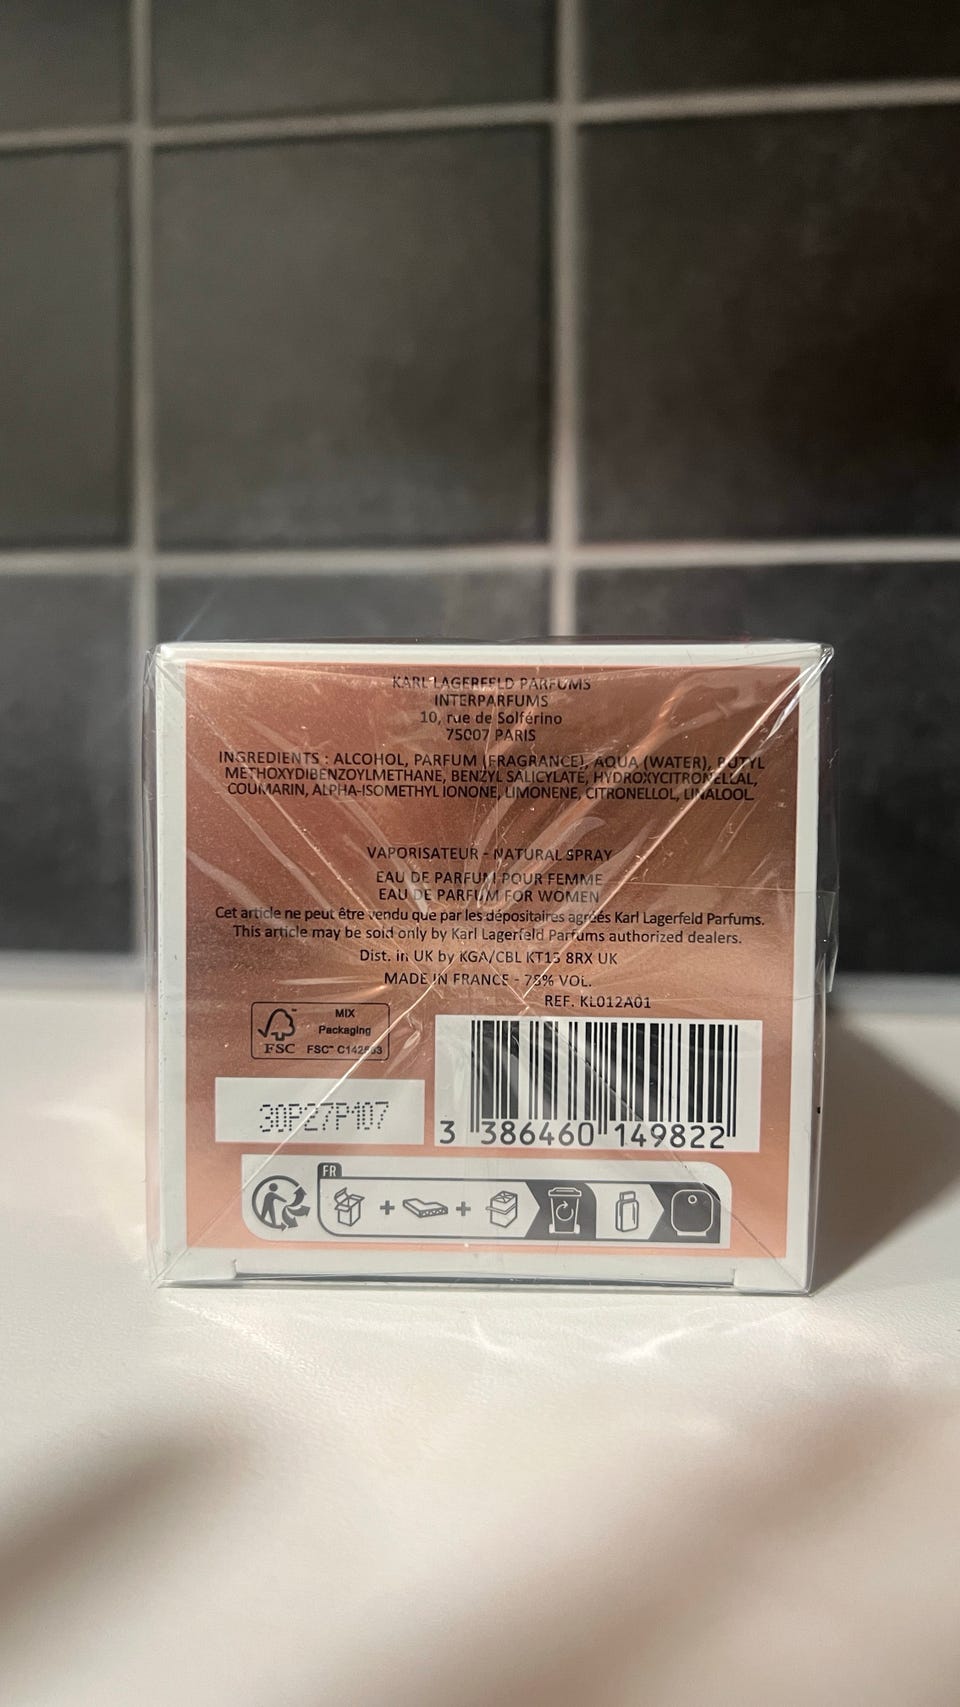 KARL LAGERFELD PARFUMS
INTERPARFUMS
10, rue de Solférino
75007 PARIS
INGREDIENTS : ALCOHOL, PARFUM (FRAGRANCE), AQUA (WATER), BUTYL
METHOXYDIBENZOYLMETHANE, BENZYL SALICYLATE, HYDROXYCITRONELLAL,
COUMARIN, ALPHA-ISOMETHYL IONONE, LIMONENE, CITRONELLOL, LINALOOL.
VAPORISATEUR - NATURAL SPRAY
EAU DE PARFUM POUR FEMME
EAU DE PARFUM FOR WOMEN
Cet article ne peut être vendu que par les dépositaires agréés Karl Lagerfeld Parfums.
This article may be sold only by Karl Lagerfeld Parfums authorized dealers.
Dist. in UK by KGA/CBL KT13 8RX UK
MADE IN FRANCE - 78% VOL.
REF. KL012A01
MIX
Packaging
FSC™ FSC™
30P27P107
3 386460 149822
FR